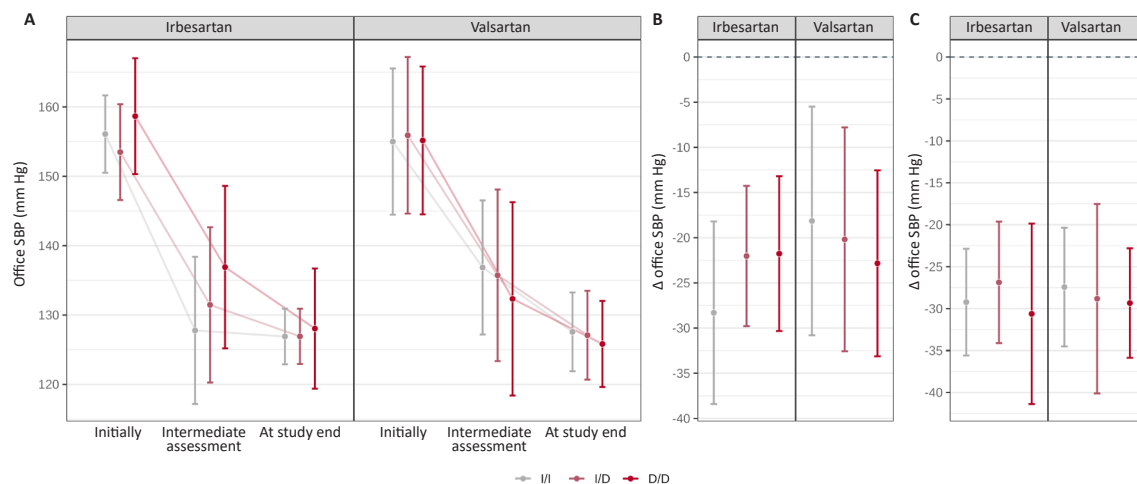 A
Irbesartan
Valsartan
Office SBP (mm Hg)
160
150
140
130
120
Initially
Intermediate
assessment
At study end
Initially
Intermediate
assessment
At study end
B
Irbesartan
Valsartan
Δ office SBP (mm Hg)
0
-5
-10
-15
-20
-25
-30
-35
-40
C
Irbesartan
Valsartan
Δ office SBP (mm Hg)
0
-5
-10
-15
-20
-25
-30
-35
-40
I/I
I/D
D/D